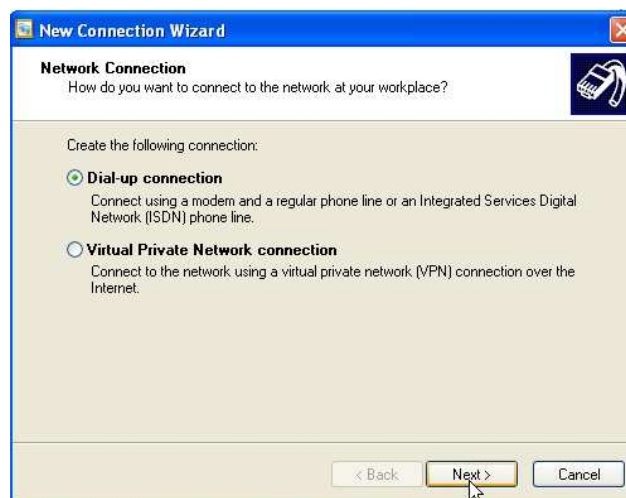 New Connection Wizard
Network Connection
How do you want to connect to the network at your workplace?
Create the following connection:
Dial-up connection
Connect using a modem and a regular phone line or an Integrated Services Digital
Network (ISDN) phone line.
Virtual Private Network connection
Connect to the network using a virtual private network (VPN) connection over the
Internet.
< Back
Next >
Cancel